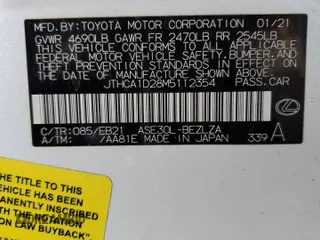 MFD.BY:TOYOTA MOTOR CORPORATION 01/21
GVWR 4690LB GAWR FR 2470LB RR 2545LB
THIS VEHICLE CONFORMS TO ALL APPLICABLE
FEDERAL MOTOR VEHICLE SAFETY,
BUMPER, AND THEFT PREVENTION STANDARDS
IN EFFECT ON THE DATE OF
MANUFACTURE SHOWN ABOVE.
JTHCA1D28M5112354 PASS.CAR
C/TR:085/EB21 ASE30L-BEZLZA
A/TM: /AA81E MADE IN JAPAN 339 A
THE TITLE TO THIS
VEHICLE HAS BEEN
PERMANENTLY INSCRIBED
WITH THE NOTATION
LAW BUYBACK"